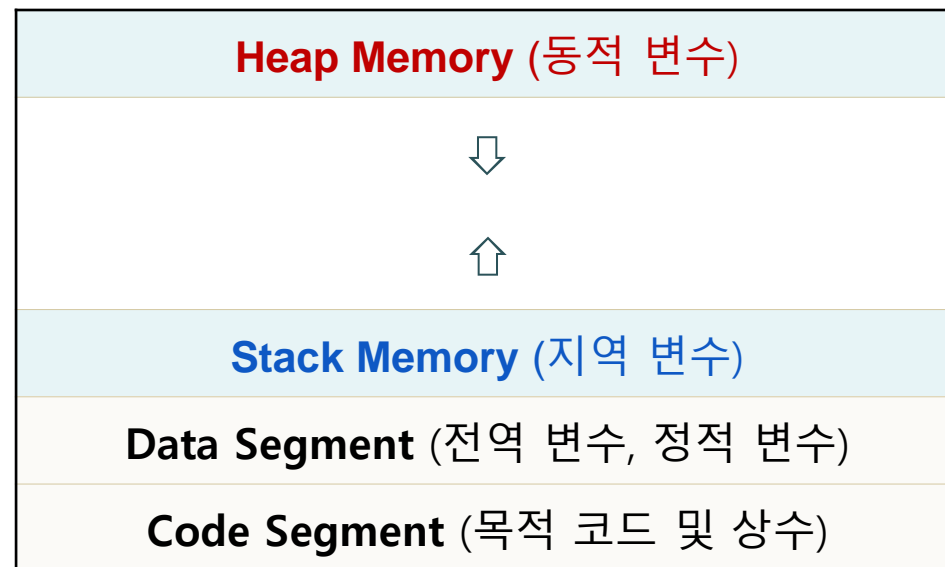 Heap Memory (동적 변수)
Stack Memory (지역 변수)
Data Segment (전역 변수, 정적 변수)
Code Segment (목적 코드 및 상수)